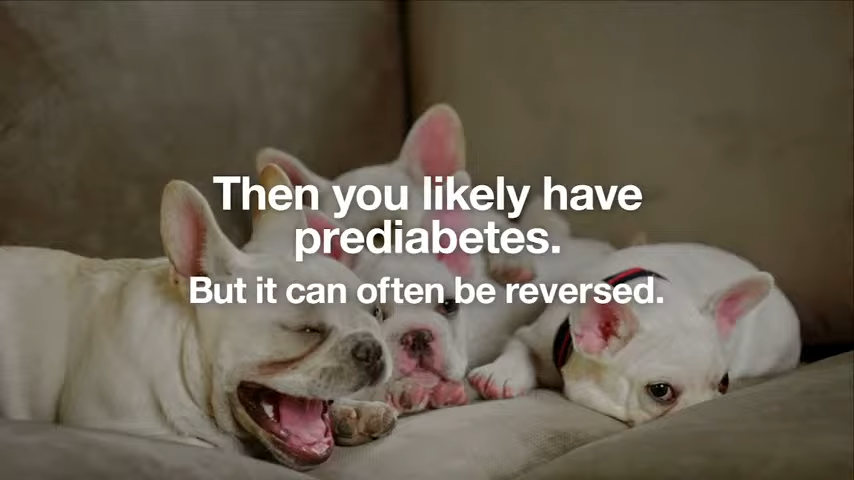 Then you likely have
prediabetes.
But it can often be reversed.